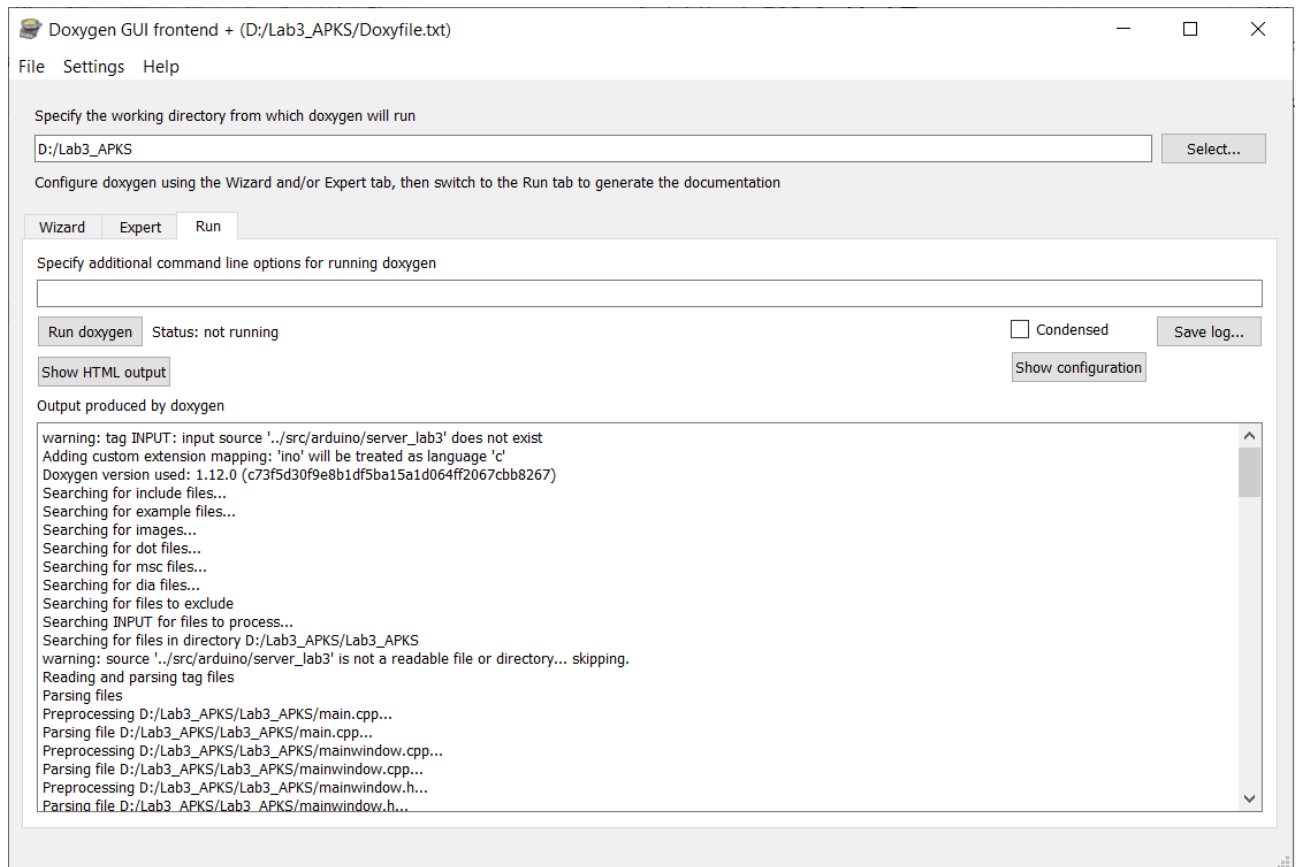 Doxygen GUI frontend + (D:/Lab3_APKS/Doxyfile.txt)
File Settings Help
Specify the working directory from which doxygen will run
D:/Lab3_APKS
Select...
Configure doxygen using the Wizard and/or Expert tab, then switch to the Run tab to generate the documentation
Wizard Expert Run
Specify additional command line options for running doxygen
Run doxygen Status: not running Condensed Save log...
Show HTML output Show configuration
Output produced by doxygen
warning: tag INPUT: input source '../src/arduino/server_lab3' does not exist
Adding custom extension mapping: 'ino' will be treated as language 'c'
Doxygen version used: 1.12.0 (c73f5d30f9e8b1df5ba15a1d064ff2067cbb8267)
Searching for include files...
Searching for example files...
Searching for images...
Searching for dot files...
Searching for msc files...
Searching for dia files...
Searching for files to exclude
Searching INPUT for files to process...
Searching for files in directory D:/Lab3_APKS/Lab3_APKS
warning: source '../src/arduino/server_lab3' is not a readable file or directory... skipping.
Reading and parsing tag files
Parsing files
Preprocessing D:/Lab3_APKS/Lab3_APKS/main.cpp...
Parsing file D:/Lab3_APKS/Lab3_APKS/main.cpp...
Preprocessing D:/Lab3_APKS/Lab3_APKS/mainwindow.cpp...
Parsing file D:/Lab3_APKS/Lab3_APKS/mainwindow.cpp...
Preprocessing D:/Lab3_APKS/Lab3_APKS/mainwindow.h...
Parsing file D:/Lab3_APKS/Lab3_APKS/mainwindow.h...